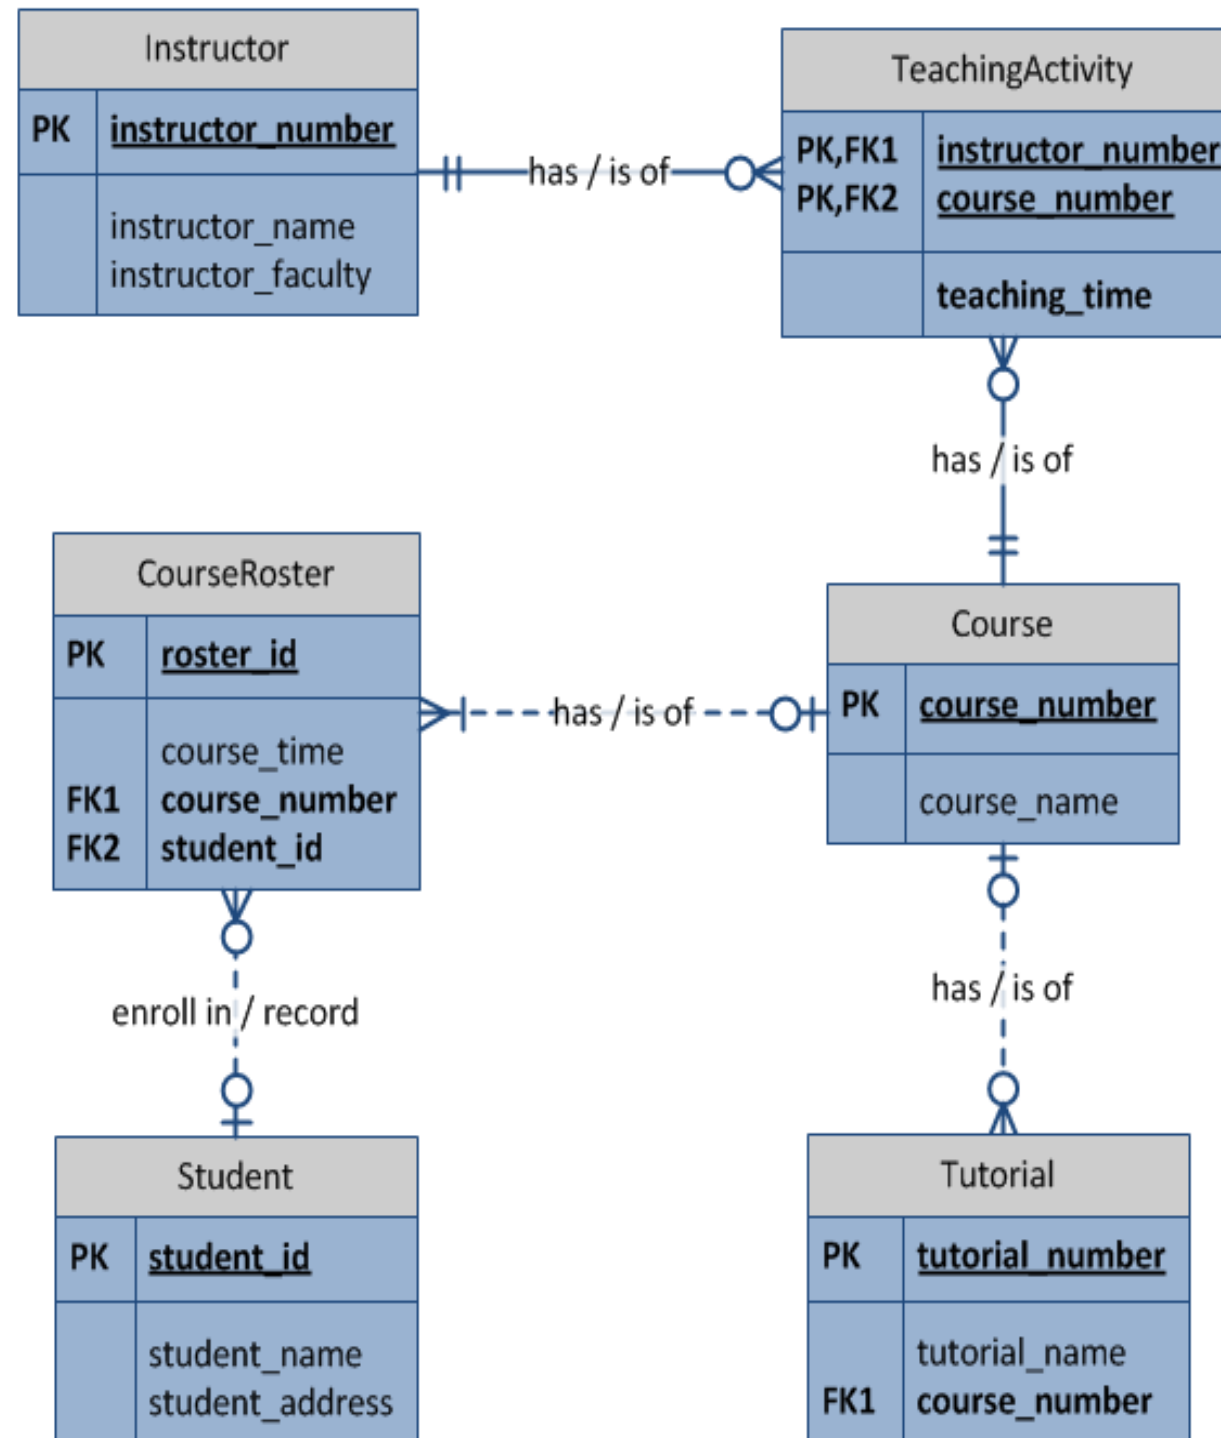 Instructor
PK instructor_number
instructor_name
instructor_faculty
has / is of
TeachingActivity
PK,FK1 instructor_number
PK,FK2 course_number
teaching_time
has / is of
CourseRoster
PK roster_id
course_time
FK1 course_number
FK2 student_id
has / is of
Course
PK course_number
course_name
enroll in / record
has / is of
Student
PK student_id
student_name
student_address
Tutorial
PK tutorial_number
tutorial_name
FK1 course_number